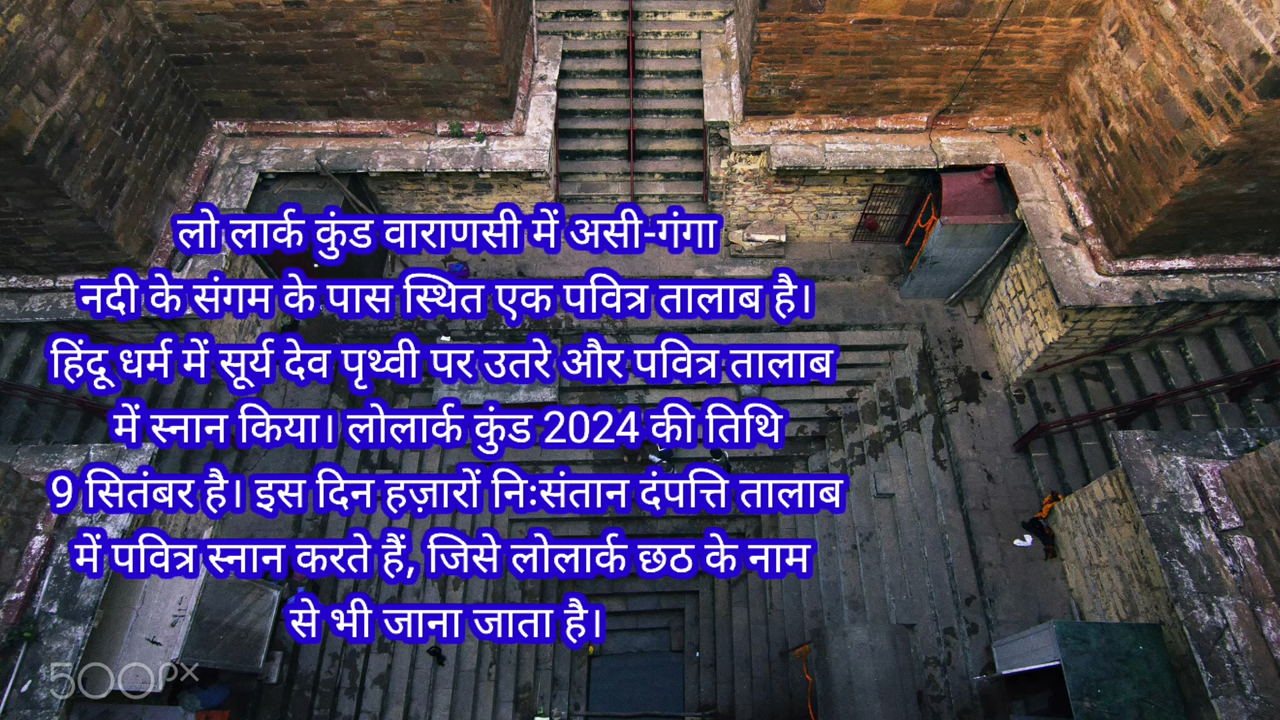 लो लार्क कुंड वाराणसी में असी-गंगा
नदी के संगम के पास स्थित एक पवित्र तालाब है।
हिंदू धर्म में सूर्य देव पृथ्वी पर उतरे और पवित्र तालाब
में स्नान किया। लोलार्क कुंड 2024 की तिथि
9 सितंबर है। इस दिन हज़ारों निःसंतान दंपत्ति तालाब
में पवित्र स्नान करते हैं, जिसे लोलार्क छठ के नाम
से भी जाना जाता है।
500px